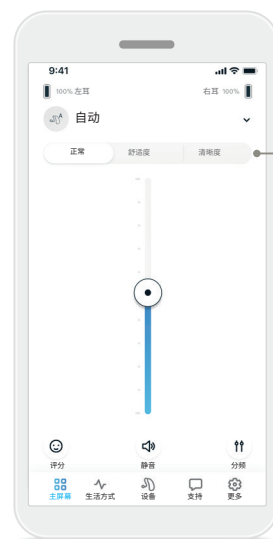 9:41
100% 左耳 右耳 100%
自动
正常 舒适度 清晰度
评分 静音 分频
主屏幕 生活方式 设备 支持 更多